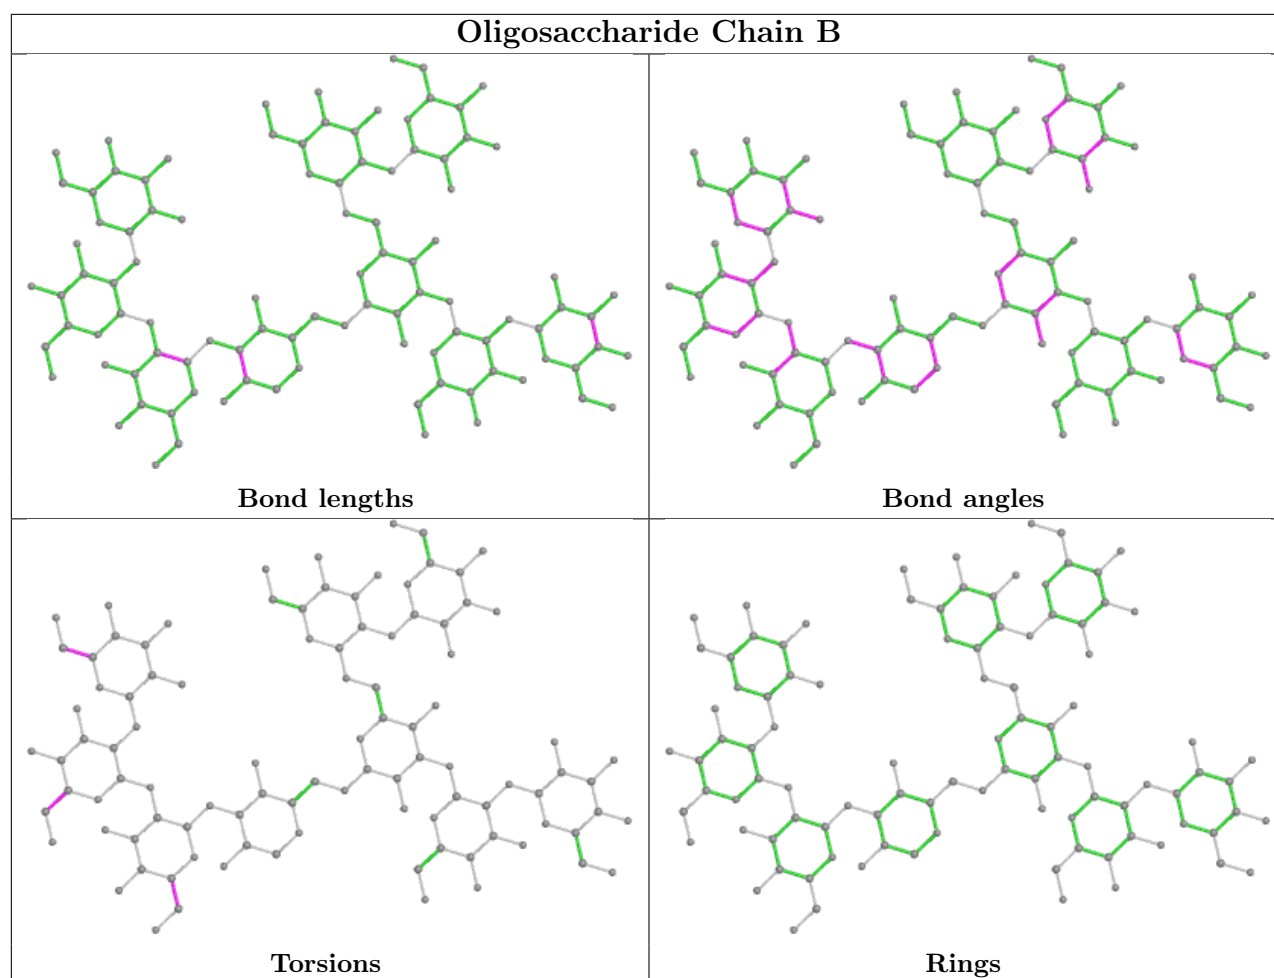 Oligosaccharide Chain B
Bond lengths
Bond angles
Torsions
Rings